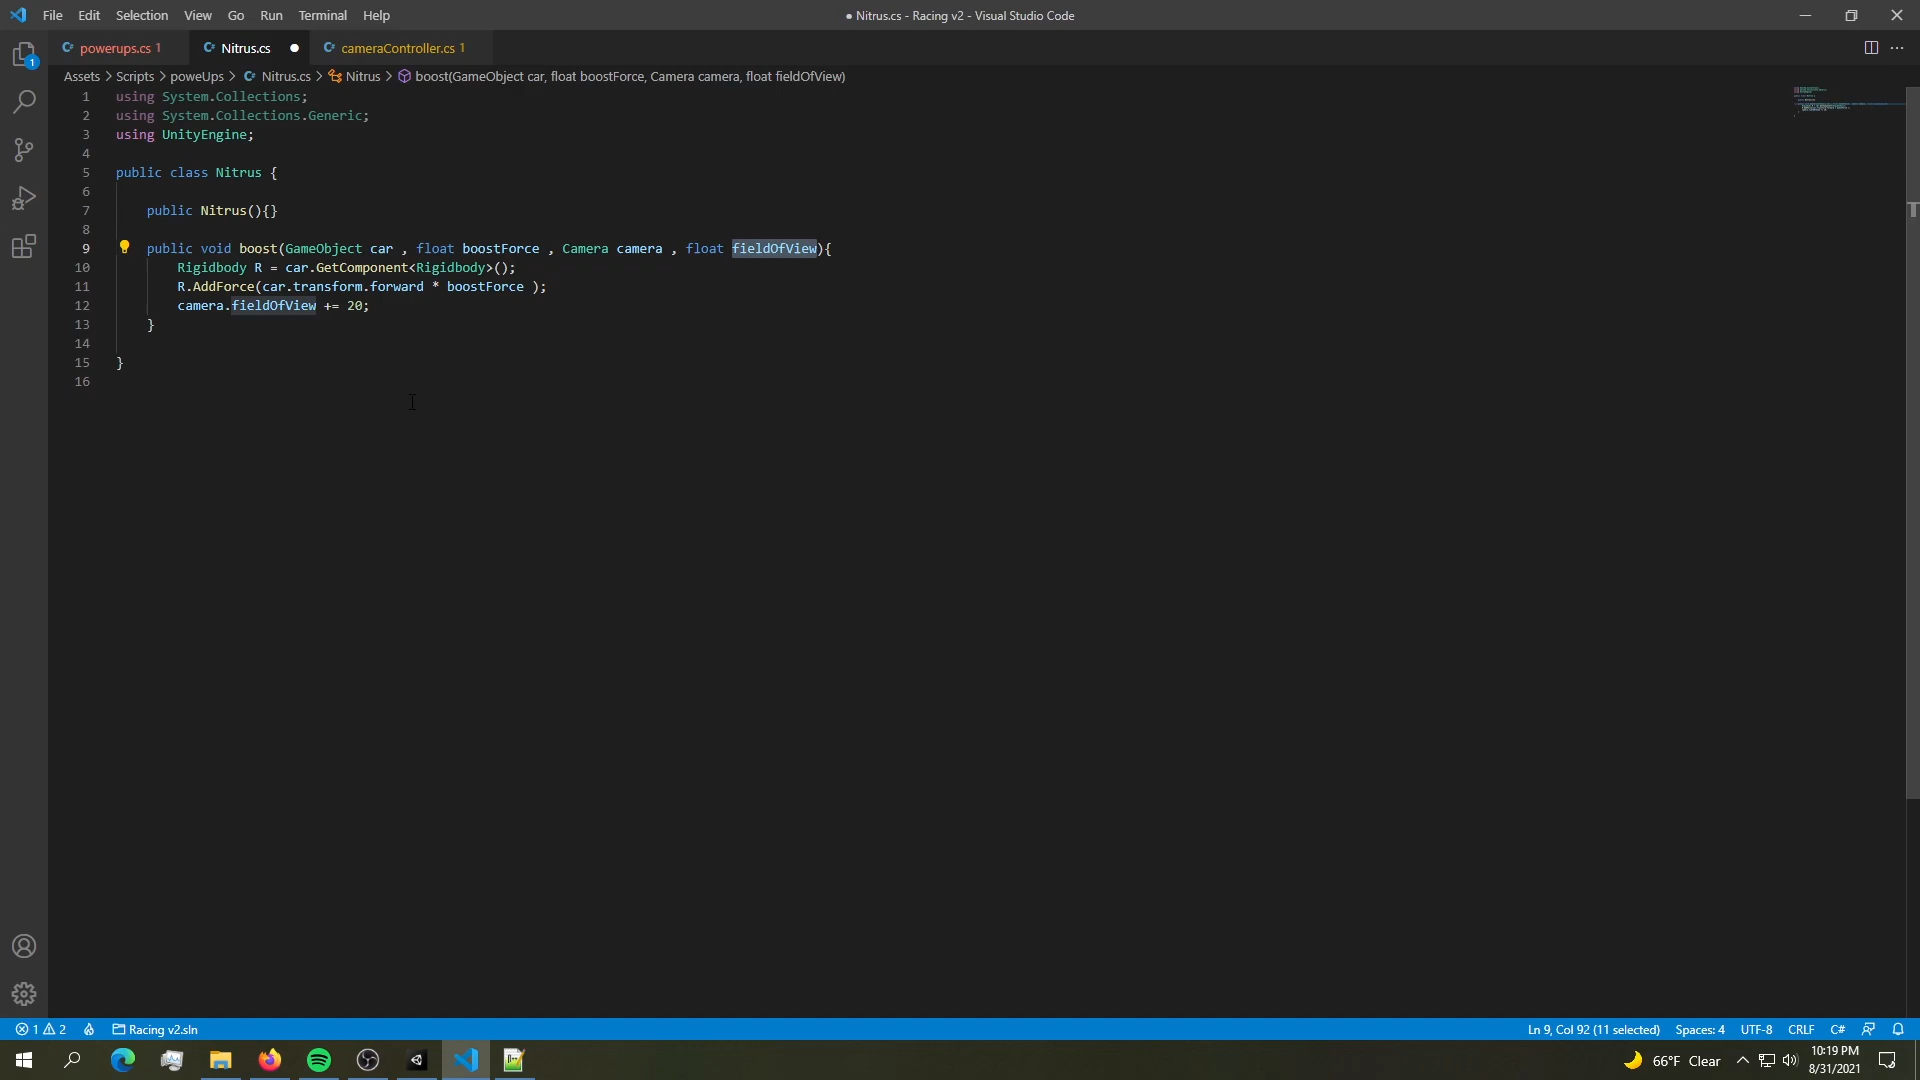 File Edit Selection View Go Run Terminal Help
● Nitrus.cs - Racing v2 - Visual Studio Code
powerups.cs 1
Nitrus.cs
cameraController.cs 1
Assets > Scripts > poweUps > Nitrus.cs > Nitrus > boost(GameObject car, float boostForce, Camera camera, float fieldOfView)
1 using System.Collections;
2 using System.Collections.Generic;
3 using UnityEngine;
4
5 public class Nitrus {
6
7 public Nitrus(){}
8
9 public void boost(GameObject car , float boostForce , Camera camera , float fieldOfView){
10 Rigidbody R = car.GetComponent<Rigidbody>();
11 R.AddForce(car.transform.forward * boostForce );
12 camera.fieldOfView += 20;
13 }
14
15 }
16
1
1 2 Racing v2.sln Ln 9, Col 92 (11 selected) Spaces: 4 UTF-8 CRLF C#
66°F Clear
10:19 PM
8/31/2021